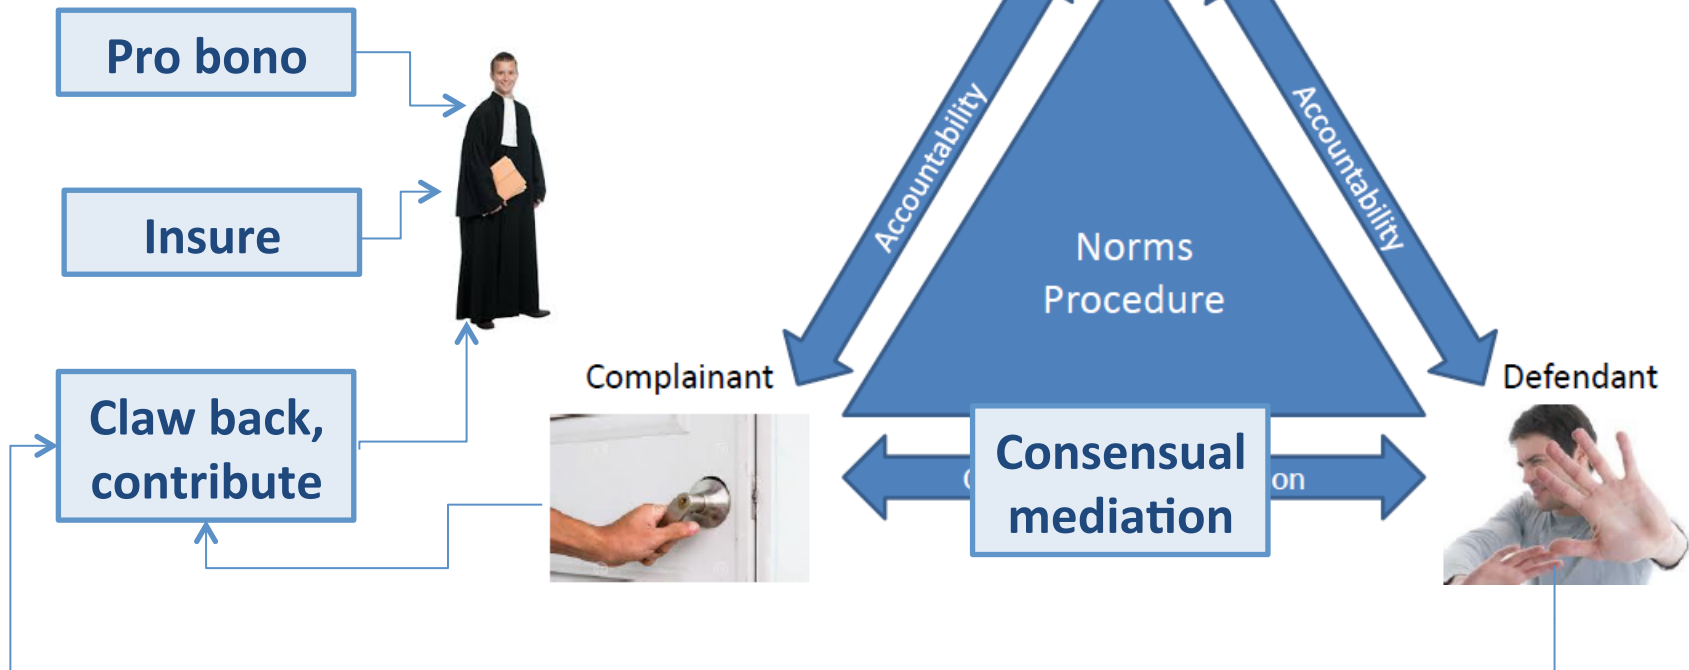 Pro bono
Accountability
Accountability
Insure
Norms
Procedure
Complainant
Defendant
Claw back,
contribute
Consensual
mediation
on